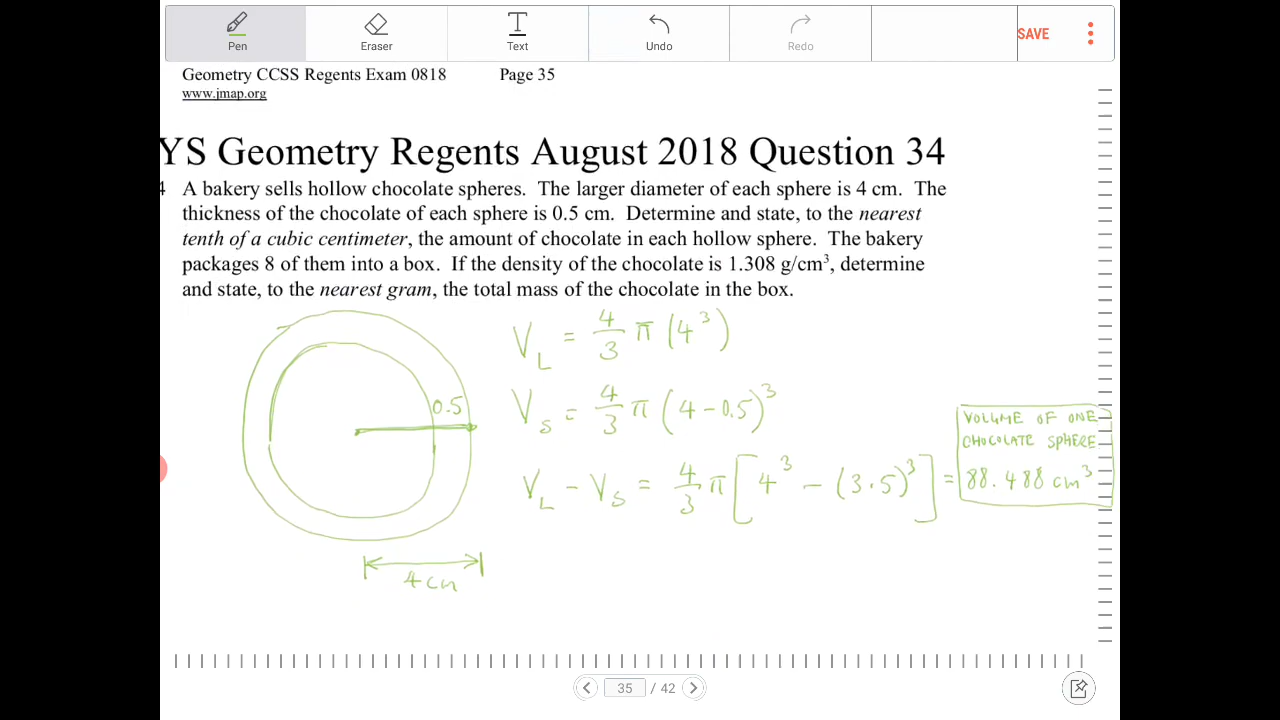 Pen
Eraser
Text
Undo
Redo
SAVE
Geometry CCSS Regents Exam 0818 Page 35
www.jmap.org
YS Geometry Regents August 2018 Question 34
4 A bakery sells hollow chocolate spheres. The larger diameter of each sphere is 4 cm. The
thickness of the chocolate of each sphere is 0.5 cm. Determine and state, to the nearest
tenth of a cubic centimeter, the amount of chocolate in each hollow sphere. The bakery
packages 8 of them into a box. If the density of the chocolate is 1.308 g/cm³, determine
and state, to the nearest gram, the total mass of the chocolate in the box.
V_L = 4/3 π (4³)
0.5
V_S = 4/3 π (4 - 0.5)³
VOLUME OF ONE
CHOCOLATE SPHERE
V_L - V_S = 4/3 π [4³ - (3.5)³] = 88.488 cm³
4 cm
35 / 42